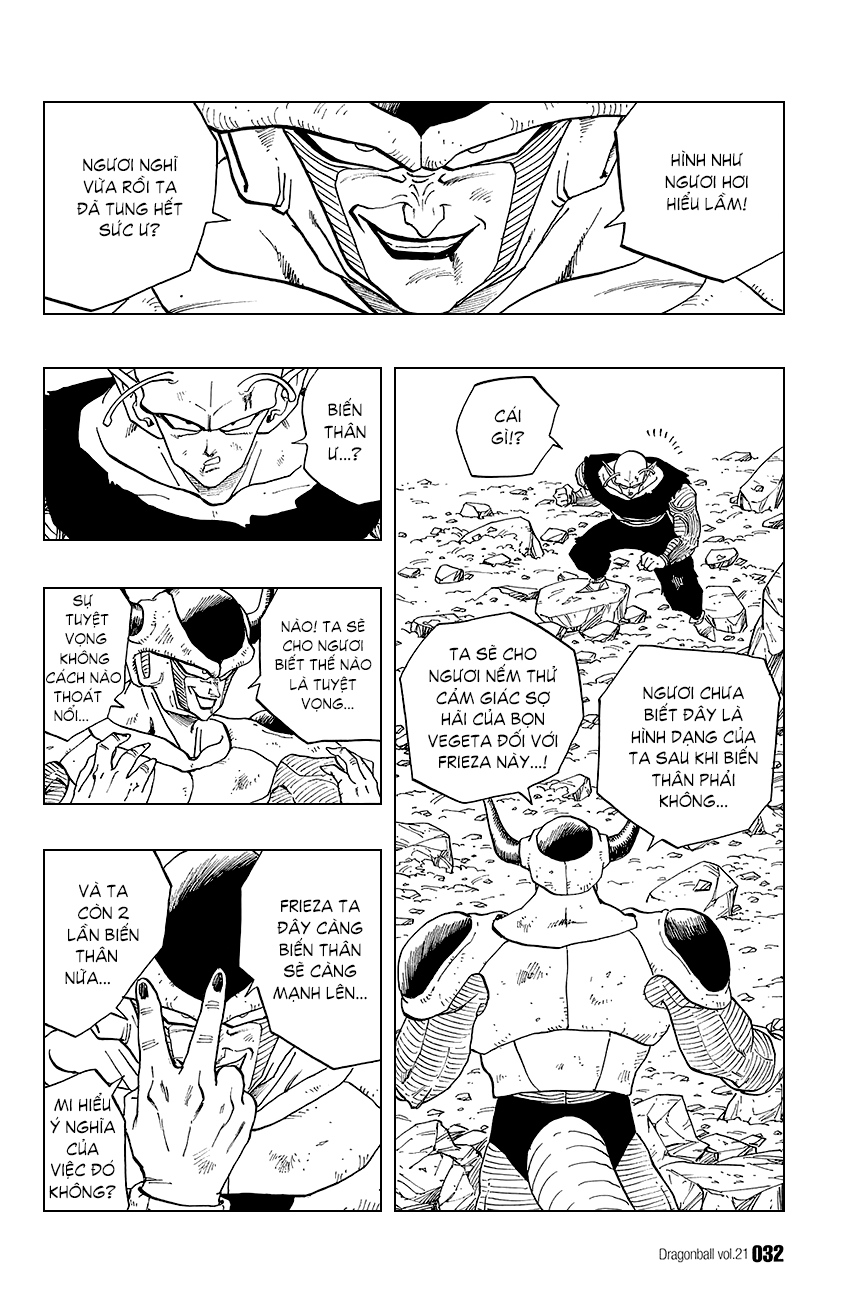 HÌNH NHƯ
NGƯƠI HƠI
HIỂU LẦM!
NGƯƠI NGHĨ
VỪA RỒI TA
ĐÃ TUNG HẾT
SỨC Ư?
CÁI
GÌ!?
NGƯƠI CHƯA
BIẾT ĐÂY LÀ
HÌNH DẠNG CỦA
TA SAU KHI BIẾN
THÂN PHẢI
KHÔNG...
TA SẼ CHO
NGƯƠI NẾM THỬ
CẢM GIÁC SỢ
HÃI CỦA BỌN
VEGETA ĐỐI VỚI
FRIEZA NÀY...!
BIẾN
THÂN
Ư...?
NÀO! TA SẼ
CHO NGƯƠI
BIẾT THẾ NÀO
LÀ TUYỆT
VỌNG...
SỰ
TUYỆT
VỌNG
KHÔNG
CÁCH NÀO
THOÁT
NỔI...
FRIEZA TA
ĐÂY CÀNG
BIẾN THÂN
SẼ CÀNG
MẠNH LÊN...
VÀ TA
CÒN 2
LẦN BIẾN
THÂN
NỮA...
MI HIỂU
Ý NGHĨA
CỦA
VIỆC ĐÓ
KHÔNG?
Dragonball vol.21 032